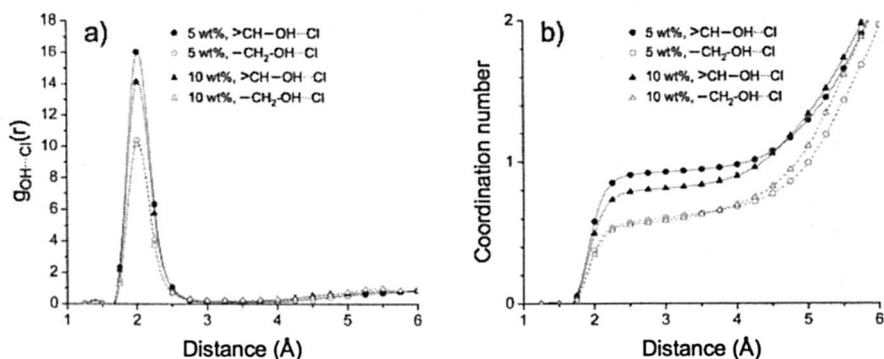 a)
18
16
14
12
10
8
6
4
2
0
g_OH···Cl(r)
5 wt%, >CH−OH···Cl
5 wt%, −CH₂-OH···Cl
10 wt%, >CH−OH···Cl
10 wt%, −CH₂-OH···Cl
1 2 3 4 5 6
Distance (Å)
b)
2
1
0
Coordination number
5 wt%, >CH−OH···Cl
5 wt%, −CH₂-OH···Cl
10 wt%, >CH−OH···Cl
10 wt%, −CH₂-OH···Cl
1 2 3 4 5 6
Distance (Å)